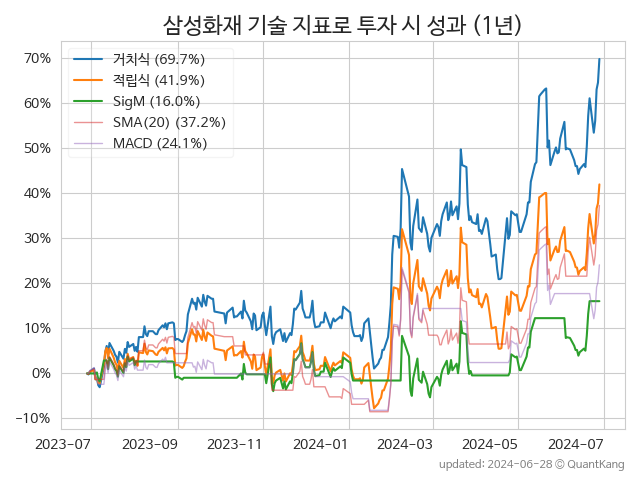 삼성화재 기술 지표로 투자 시 성과 (1년)
거치식 (69.7%)
적립식 (41.9%)
SigM (16.0%)
SMA(20) (37.2%)
MACD (24.1%)
70%
60%
50%
40%
30%
20%
10%
0%
−10%
2023-07 2023-09 2023-11 2024-01 2024-03 2024-05 2024-07
updated: 2024-06-28 @ QuantKang